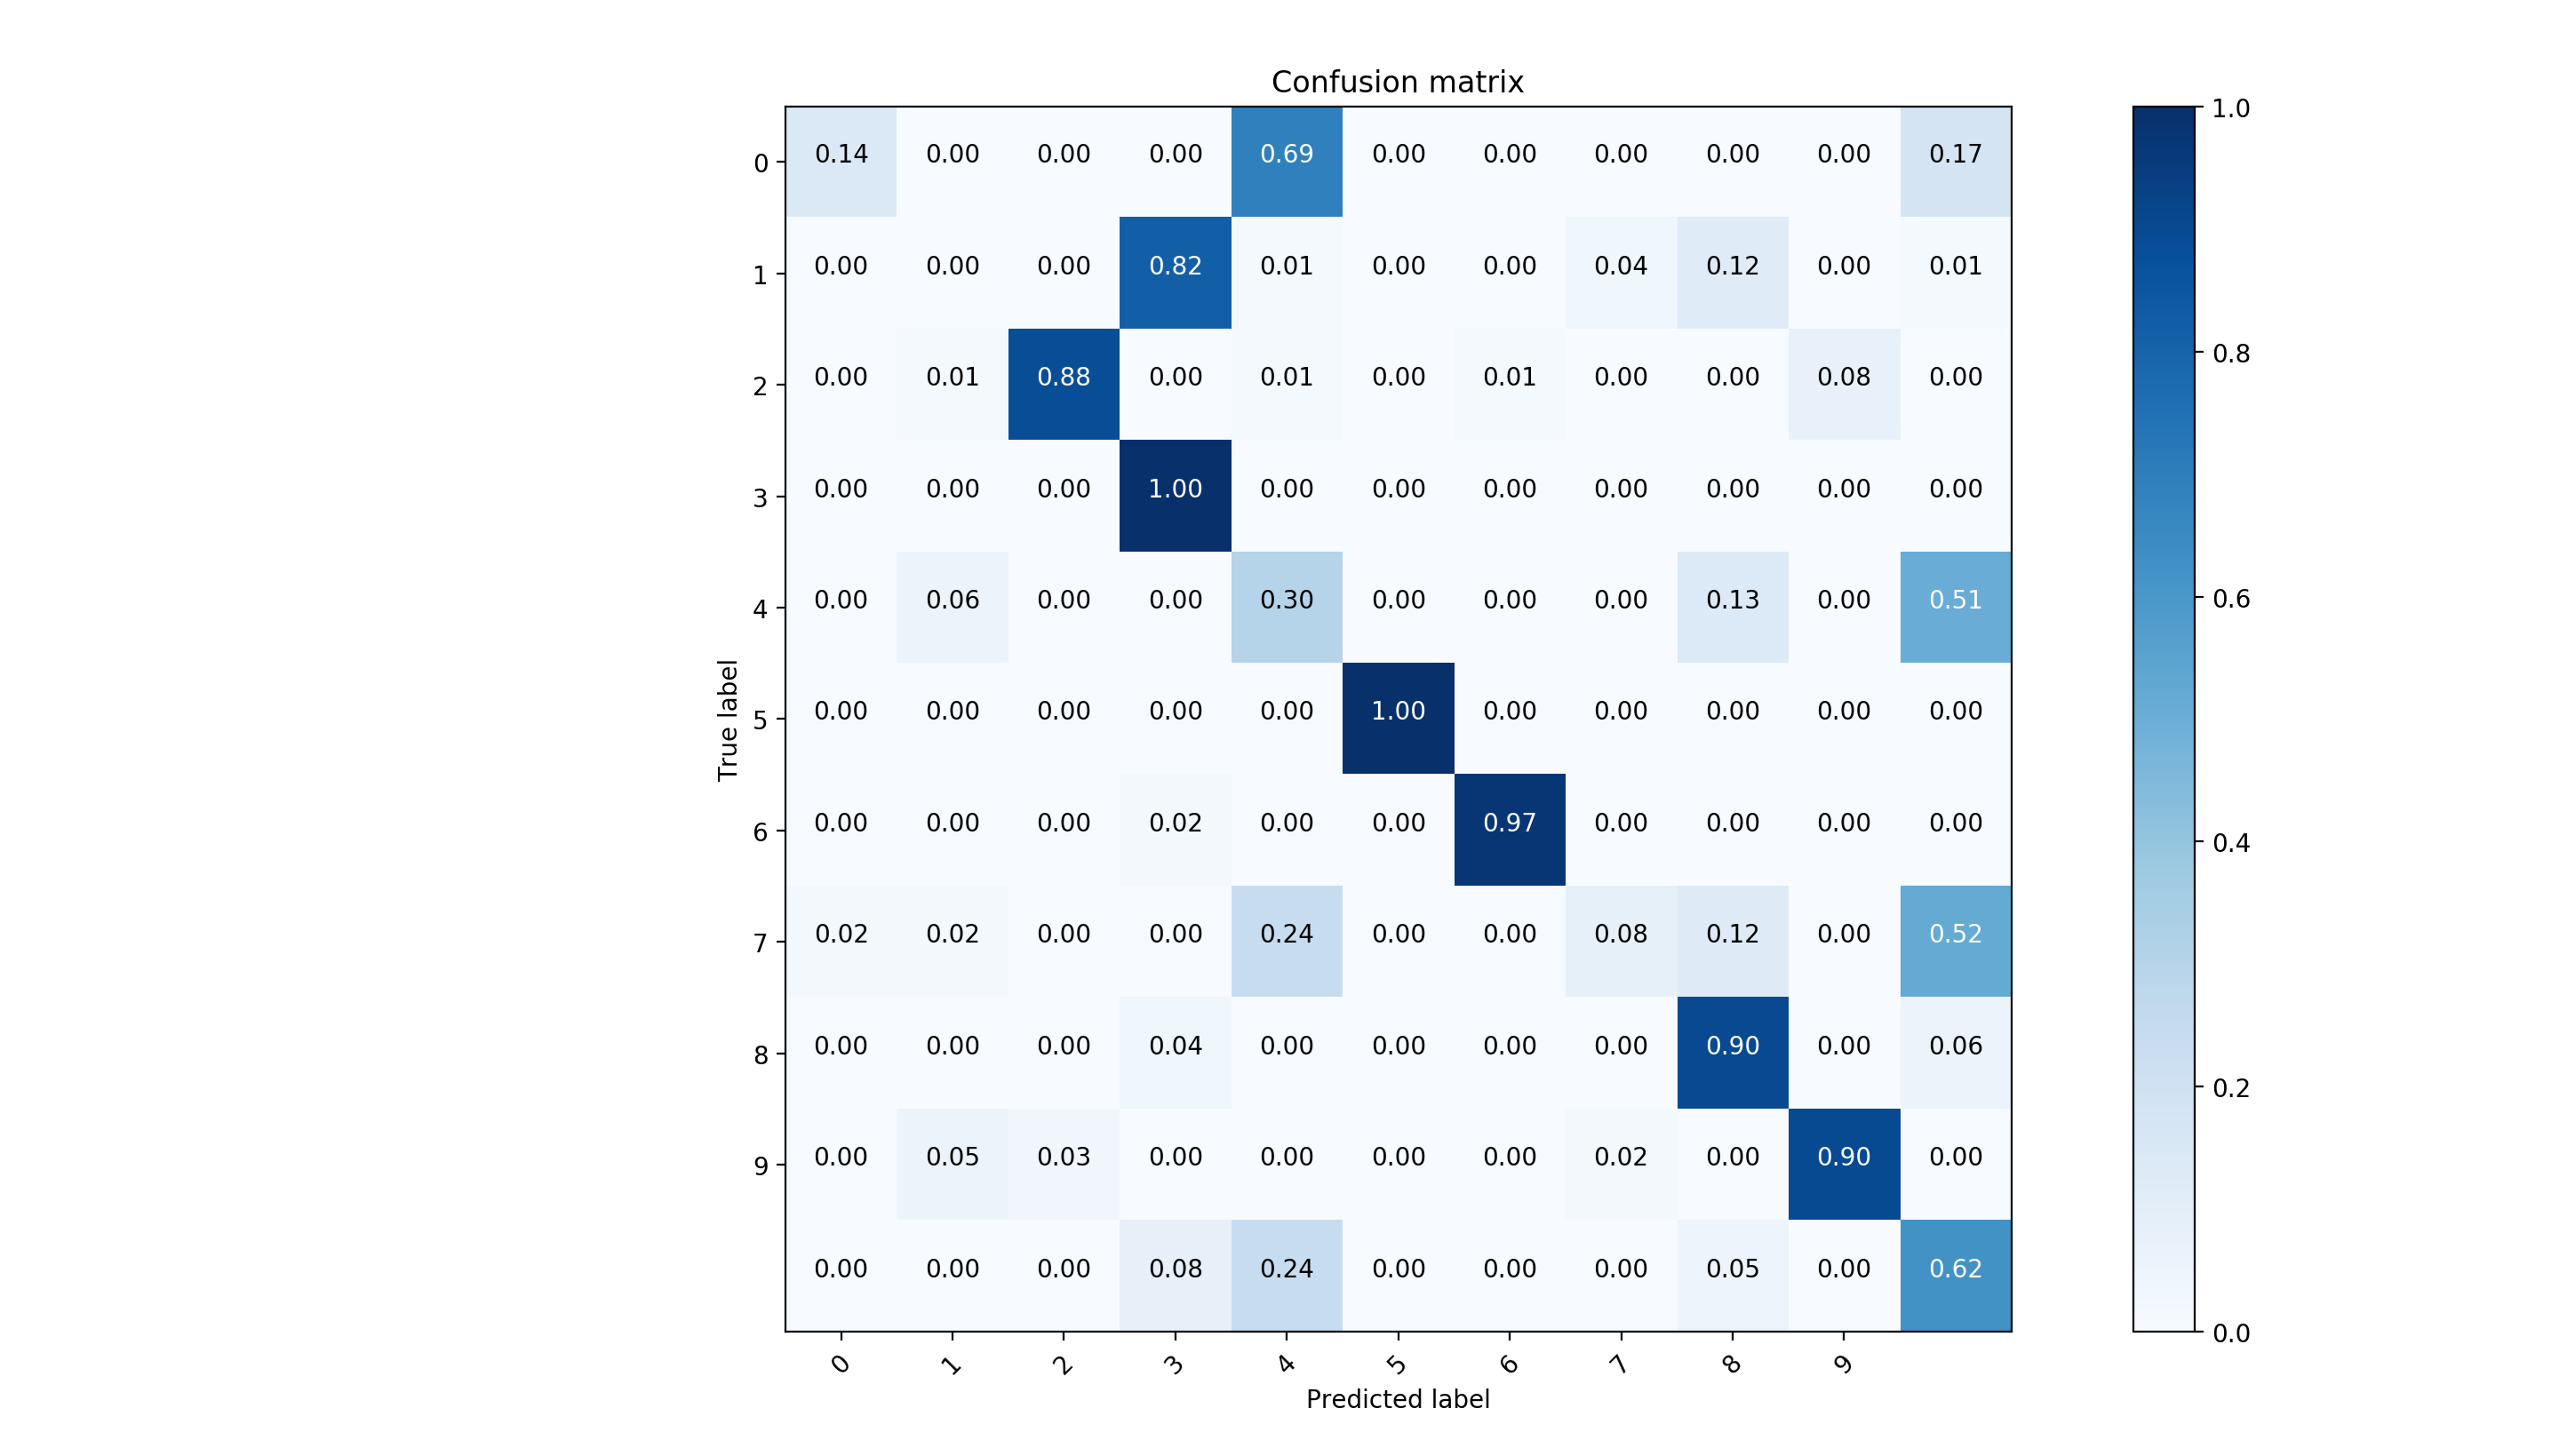 Confusion matrix
0 0.14 0.00 0.00 0.00 0.69 0.00 0.00 0.00 0.00 0.00 0.17
1 0.00 0.00 0.00 0.82 0.01 0.00 0.00 0.04 0.12 0.00 0.01
2 0.00 0.01 0.88 0.00 0.01 0.00 0.01 0.00 0.00 0.08 0.00
3 0.00 0.00 0.00 1.00 0.00 0.00 0.00 0.00 0.00 0.00 0.00
4 0.00 0.06 0.00 0.00 0.30 0.00 0.00 0.00 0.13 0.00 0.51
5 0.00 0.00 0.00 0.00 0.00 1.00 0.00 0.00 0.00 0.00 0.00
6 0.00 0.00 0.00 0.02 0.00 0.00 0.97 0.00 0.00 0.00 0.00
7 0.02 0.02 0.00 0.00 0.24 0.00 0.00 0.08 0.12 0.00 0.52
8 0.00 0.00 0.00 0.04 0.00 0.00 0.00 0.00 0.90 0.00 0.06
9 0.00 0.05 0.03 0.00 0.00 0.00 0.00 0.02 0.00 0.90 0.00
0.00 0.00 0.00 0.08 0.24 0.00 0.00 0.00 0.05 0.00 0.62
0 1 2 3 4 5 6 7 8 9
True label
Predicted label
1.0
0.8
0.6
0.4
0.2
0.0